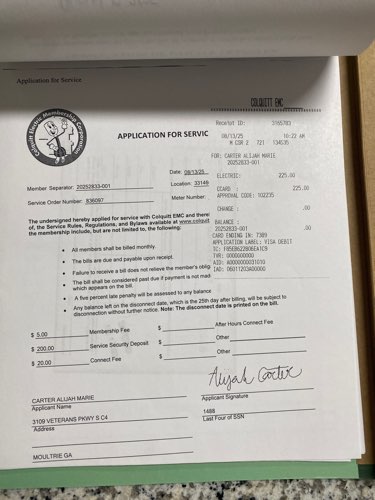 Application for Service
COLQUITT EMC
Colquitt Electric Membership Corporation
APPLICATION FOR SERVIC
Receipt ID: 3165783
08/13/25 10:22 AM
M CSR 2 721 134535
FOR: CARTER ALIJAH MARIE
20252833-001
ELECTRIC: 225.00
CCARD 225.00
APPROVAL CODE: 102235
CHANGE : .00
BALANCE :
20252833-001 .00
CARD ENDING IN: 7389
APPLICATION LABEL: VISA DEBIT
TC: F85EB622B06EA1C9
TVR: 0000000000
AID: A0000000031010
IAD: 06011203A00000
Date: 08/13/25
Member Separator: 20252833-001 Location: 33149
Service Order Number: 836097 Meter Number:
The undersigned hereby applied for service with Colquitt EMC and there
of, the Service Rules, Regulations, and Bylaws available at www.colquit
the membership include, but are not limited to, the following:
• All members shall be billed monthly.
• The bills are due and payable upon receipt.
• Failure to receive a bill does not relieve the member's oblig
• The bill shall be considered past due if payment is not mad
which appears on the bill.
• A five percent late penalty will be assessed to any balance
• Any balance left on the disconnect date, which is the 25th day after billing, will be subject to
disconnection without further notice. Note: The disconnect date is printed on the bill.
$ 5.00 Membership Fee $ After Hours Connect Fee
$ 200.00 Service Security Deposit $ Other
$ 20.00 Connect Fee $ Other
Alijah Carter
CARTER ALIJAH MARIE Applicant Signature
Applicant Name 1488
3109 VETERANS PKWY S C4 Last Four of SSN
Address
MOULTRIE GA